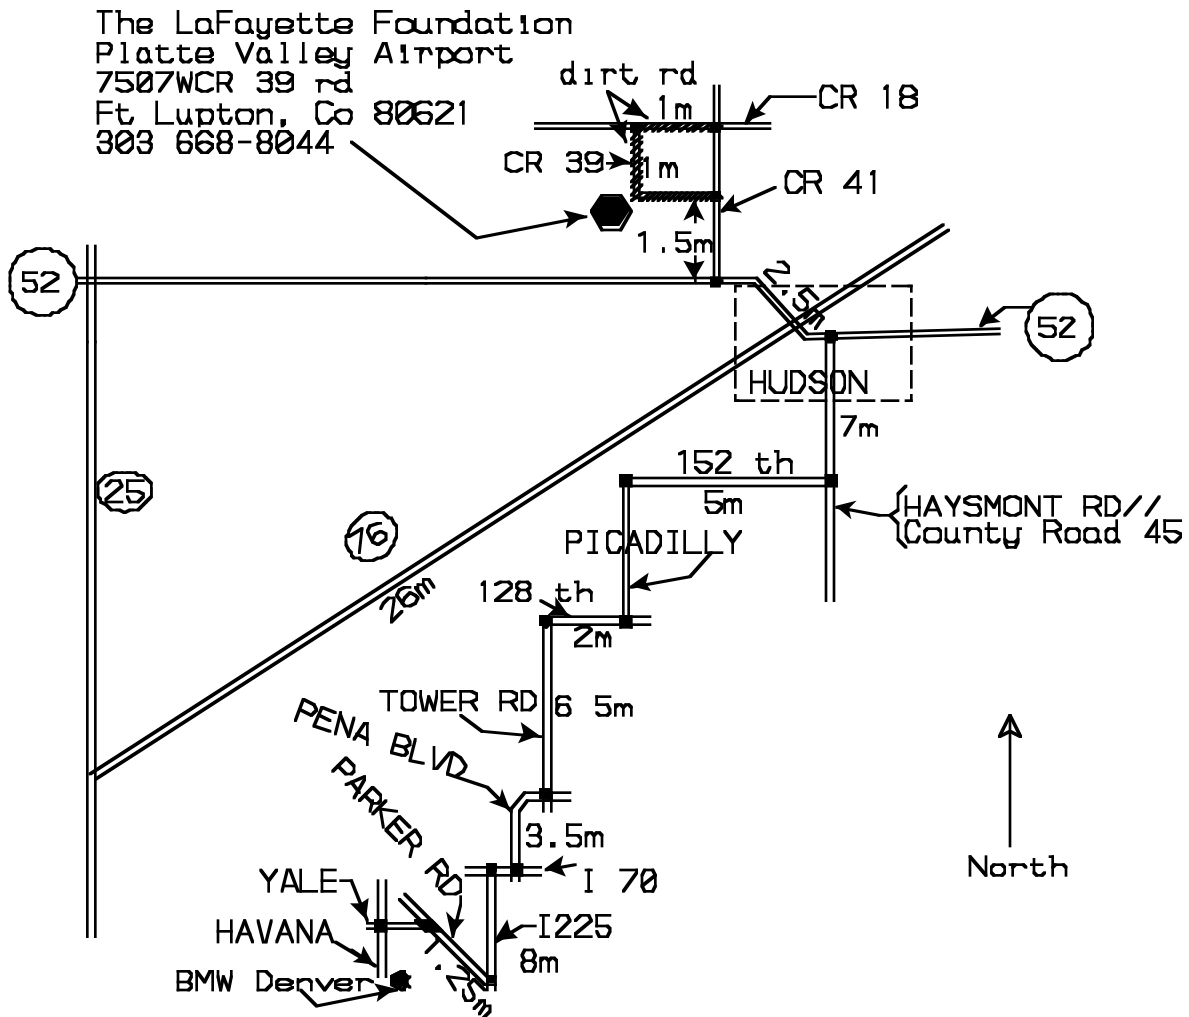 The LaFayette Foundation
Platte Valley Airport
7507WCR 39 rd
Ft Lupton, Co 80621
303 668-8044
dirt rd
1m
CR 18
CR 39
1m
CR 41
1.5m
52
2.5m
52
HUDSON
7m
152 th
5m
25
HAYSMONT RD//
County Road 45
76
PICADILLY
26m
128 th
2m
TOWER RD
6 5m
PENA BLVD
PARKER RD
3.5m
North
YALE
I 70
HAVANA
I225
8m
BMW Denver
1.25m